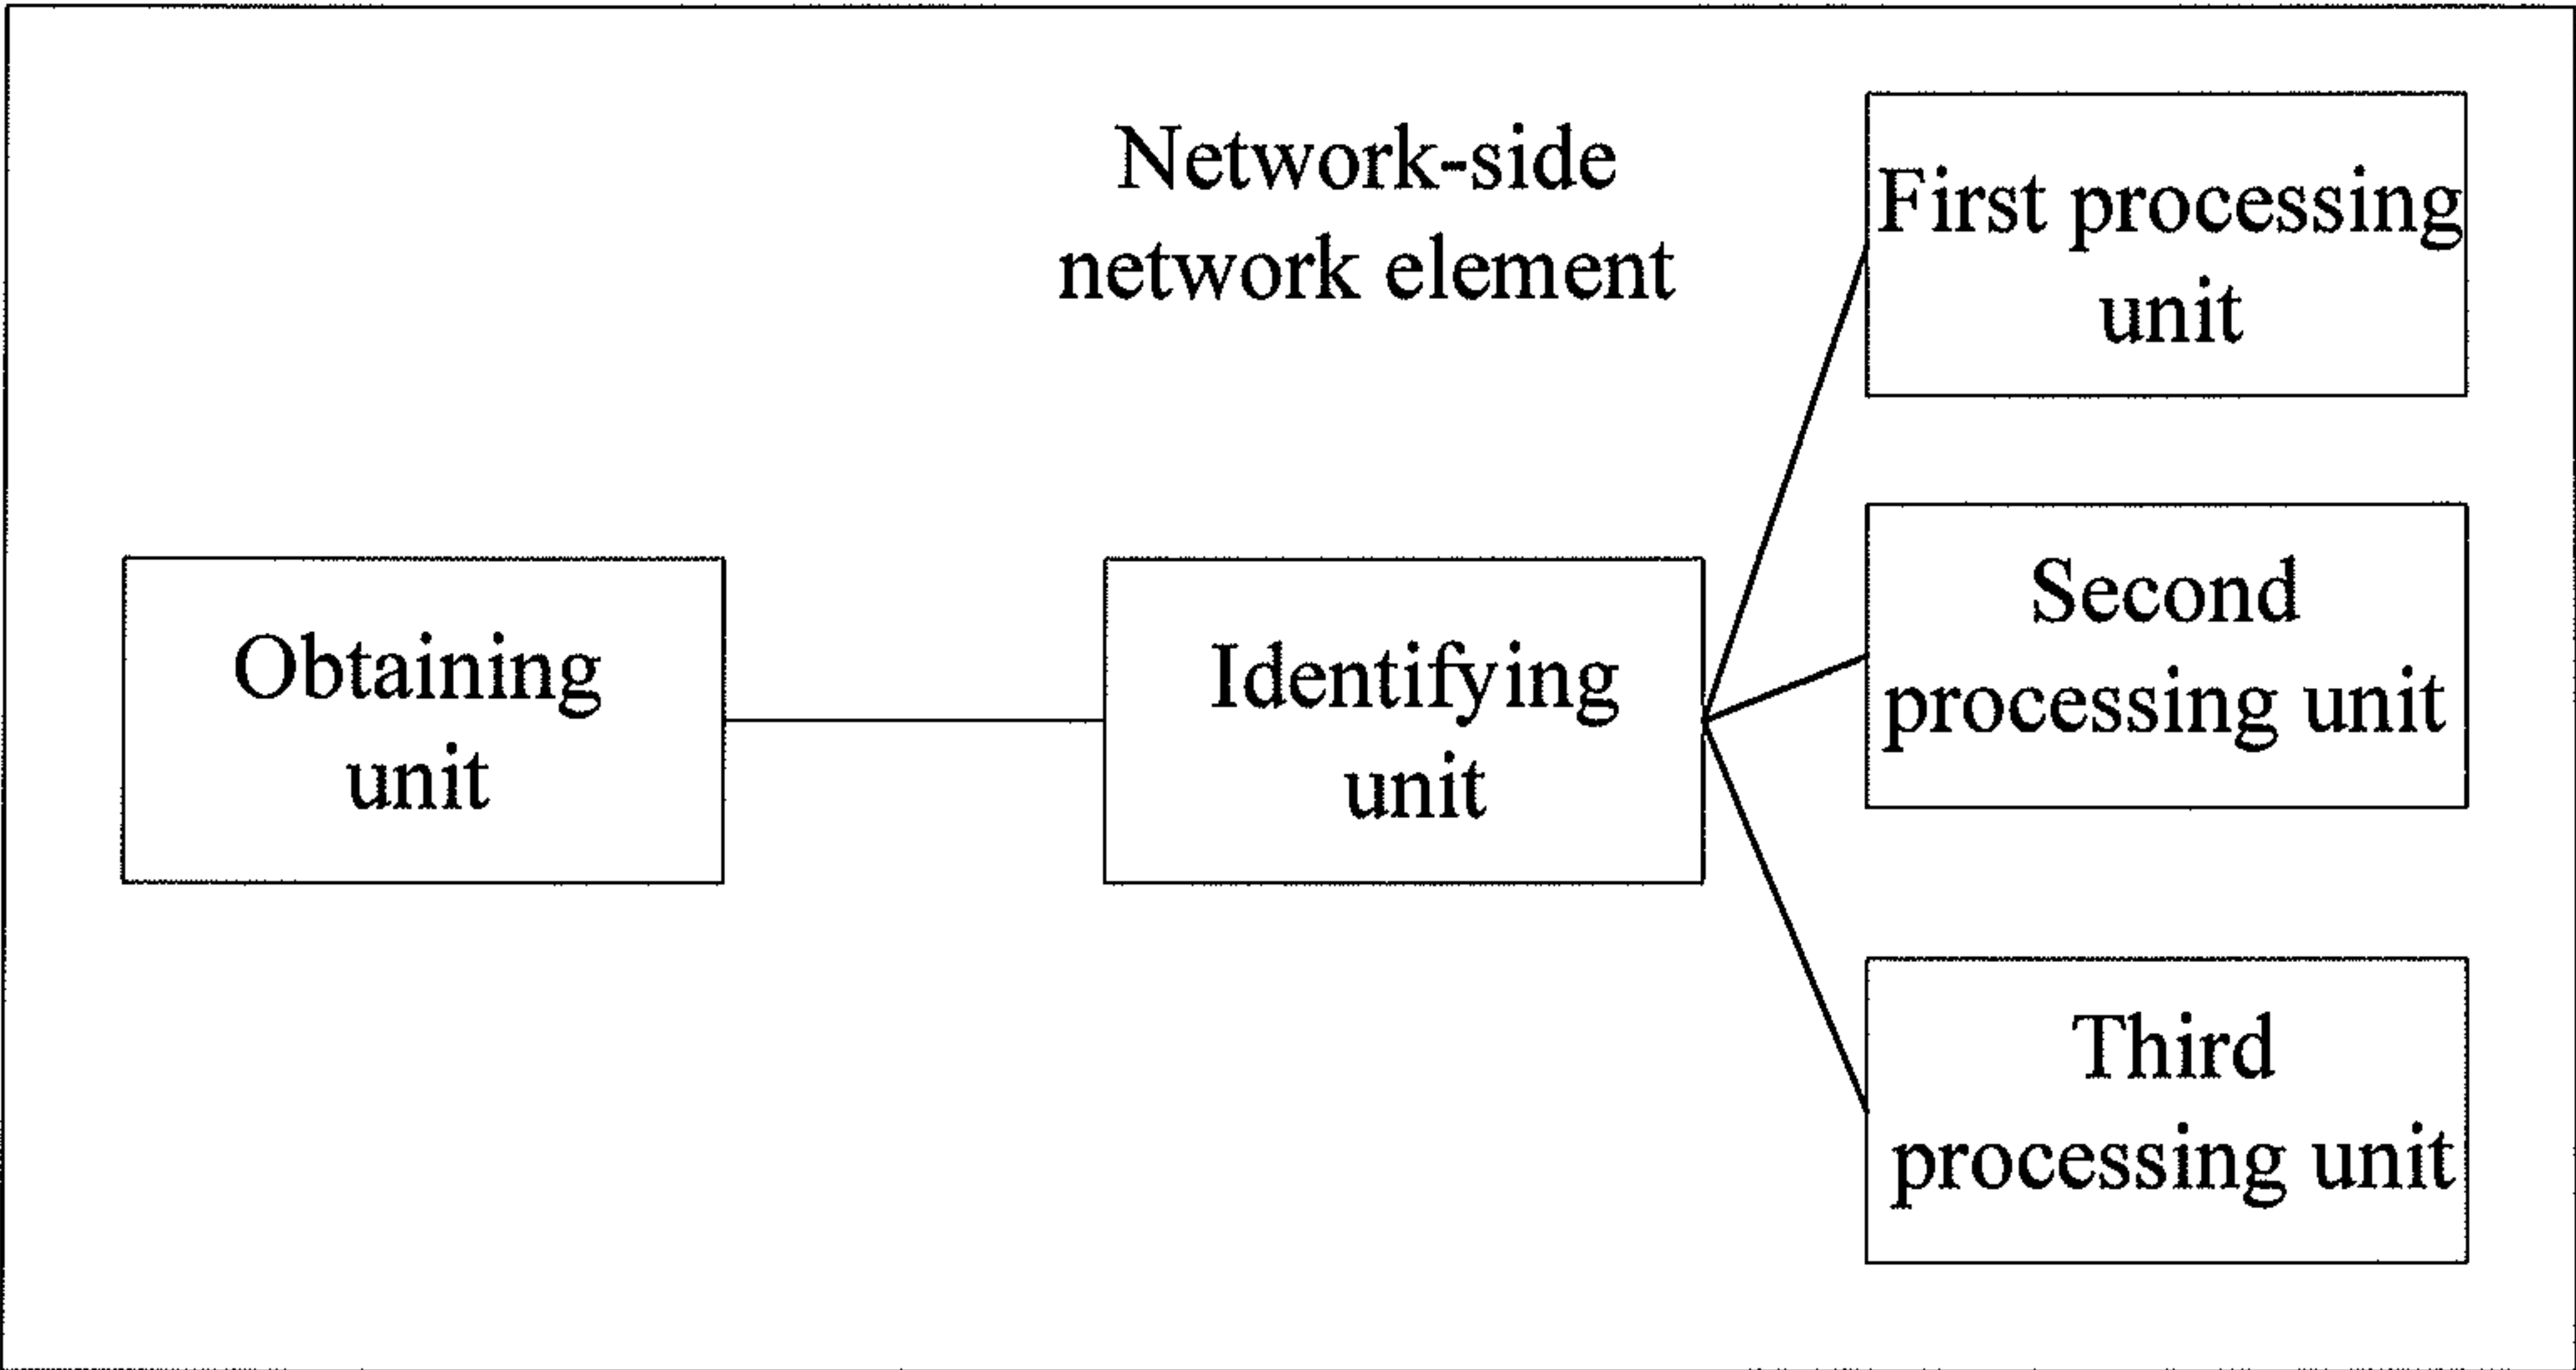 Network-side
network element
First processing
unit
Obtaining
unit
Identifying
unit
Second
processing unit
Third
processing unit